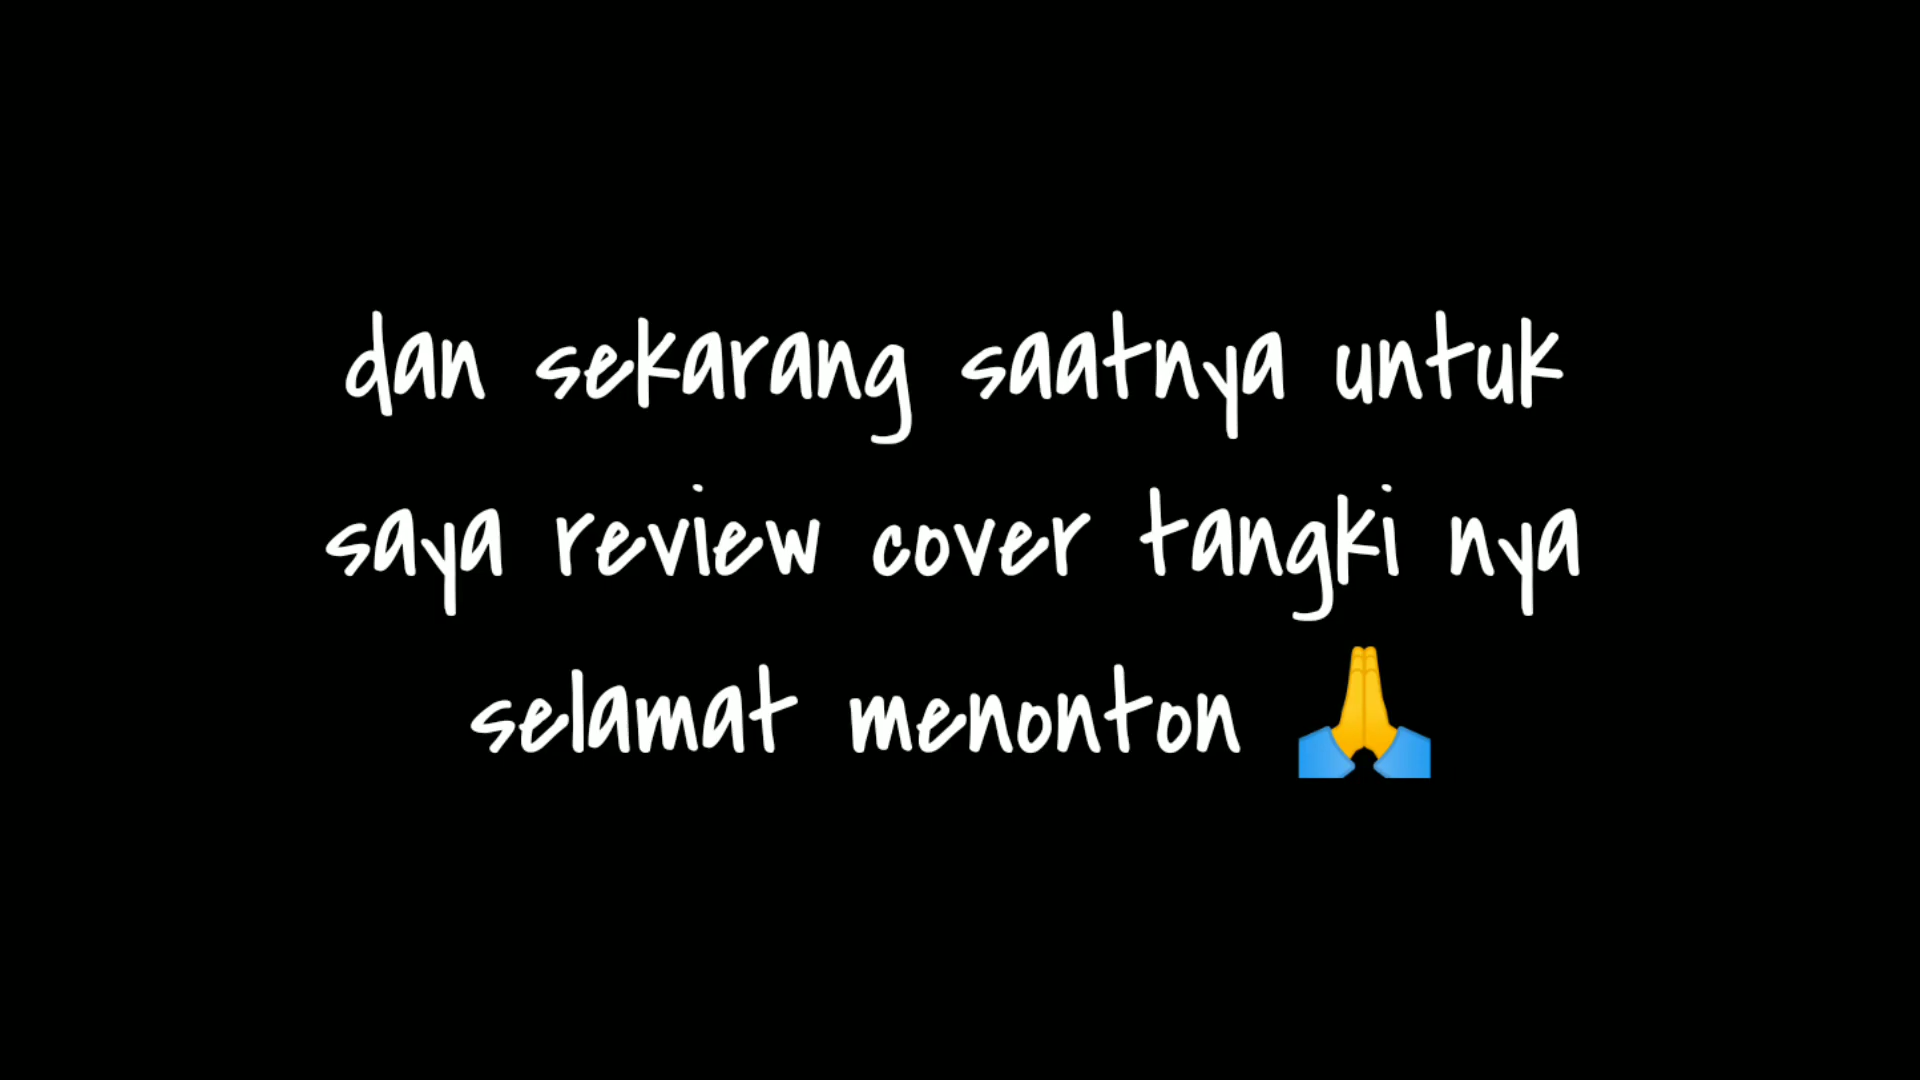 dan sekarang saatnya untuk
saya review cover tangki nya
selamat menonton 🙏